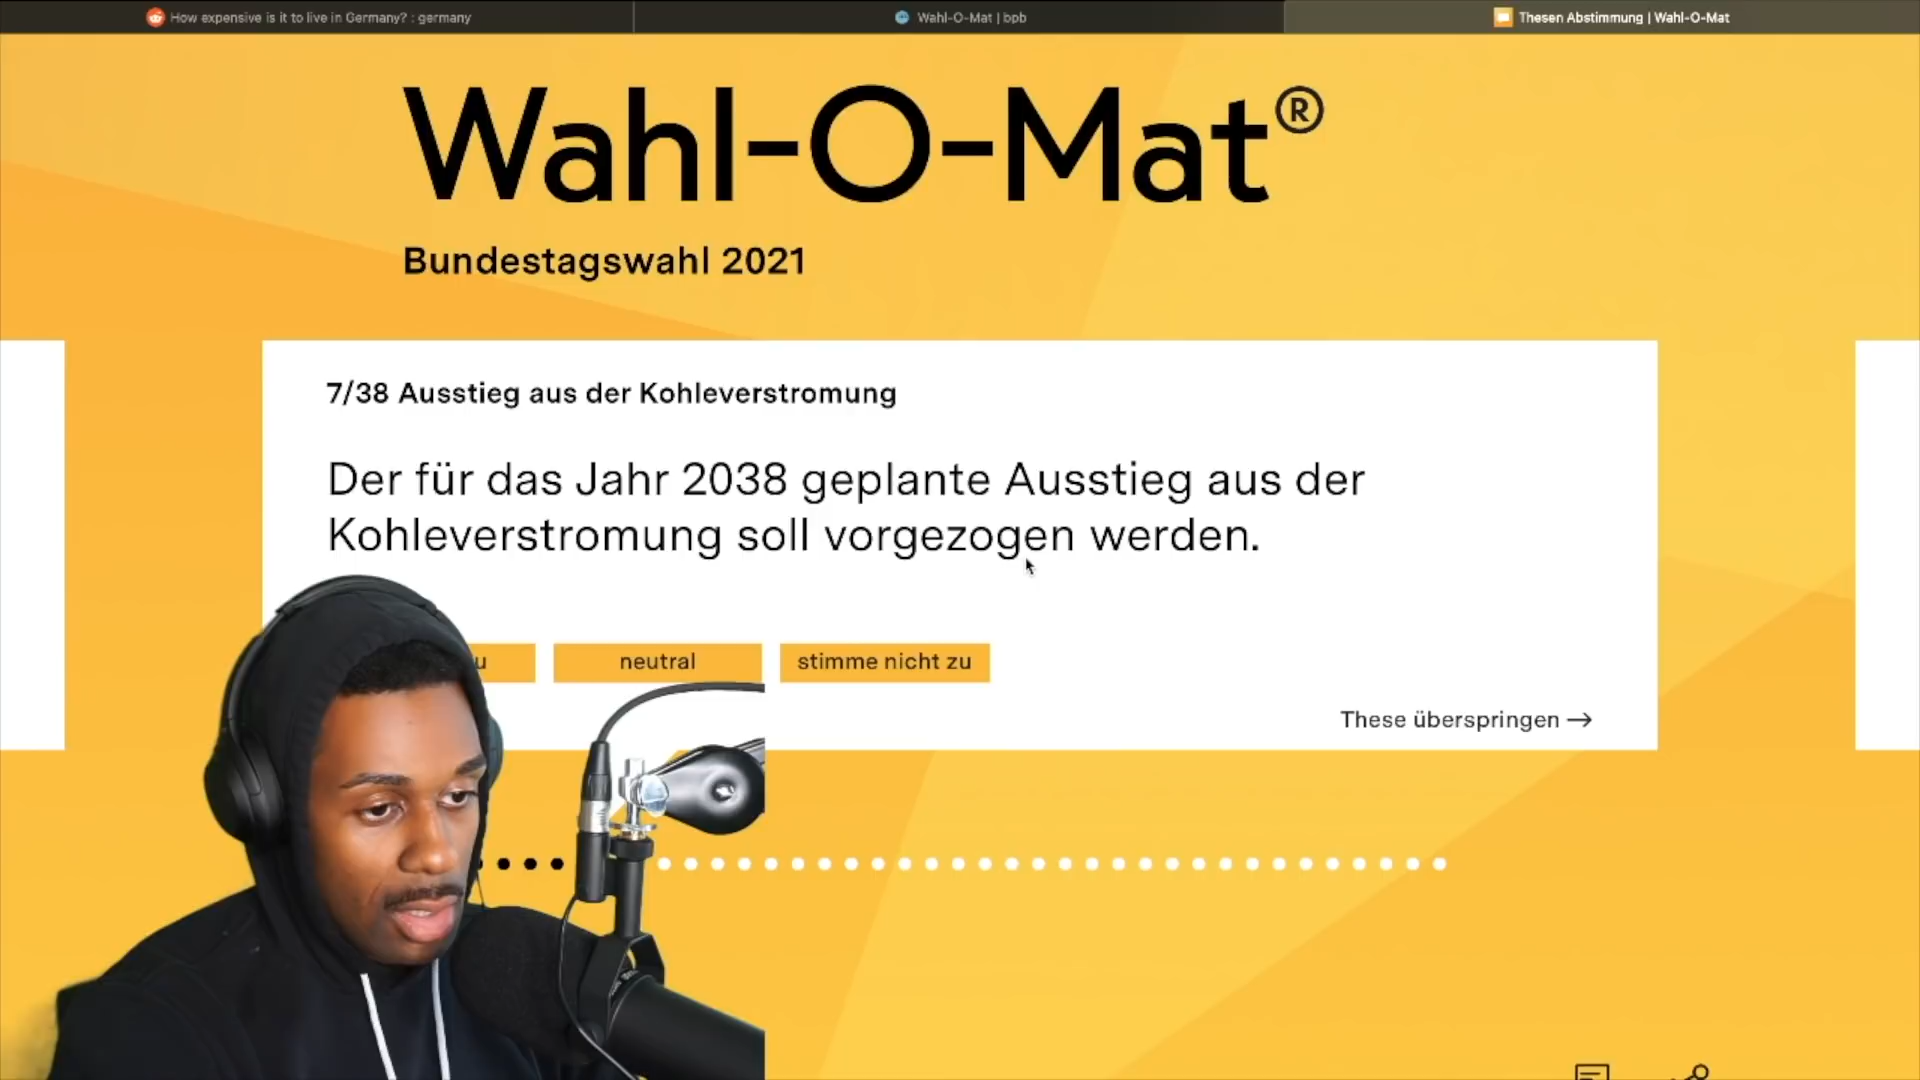 How expensive is it to live in Germany? : germany
Wahl-O-Mat | bpb
Thesen Abstimmung | Wahl-O-Mat
Wahl-O-Mat®
Bundestagswahl 2021
7/38 Ausstieg aus der Kohleverstromung
Der für das Jahr 2038 geplante Ausstieg aus der
Kohleverstromung soll vorgezogen werden.
neutral
stimme nicht zu
These überspringen →